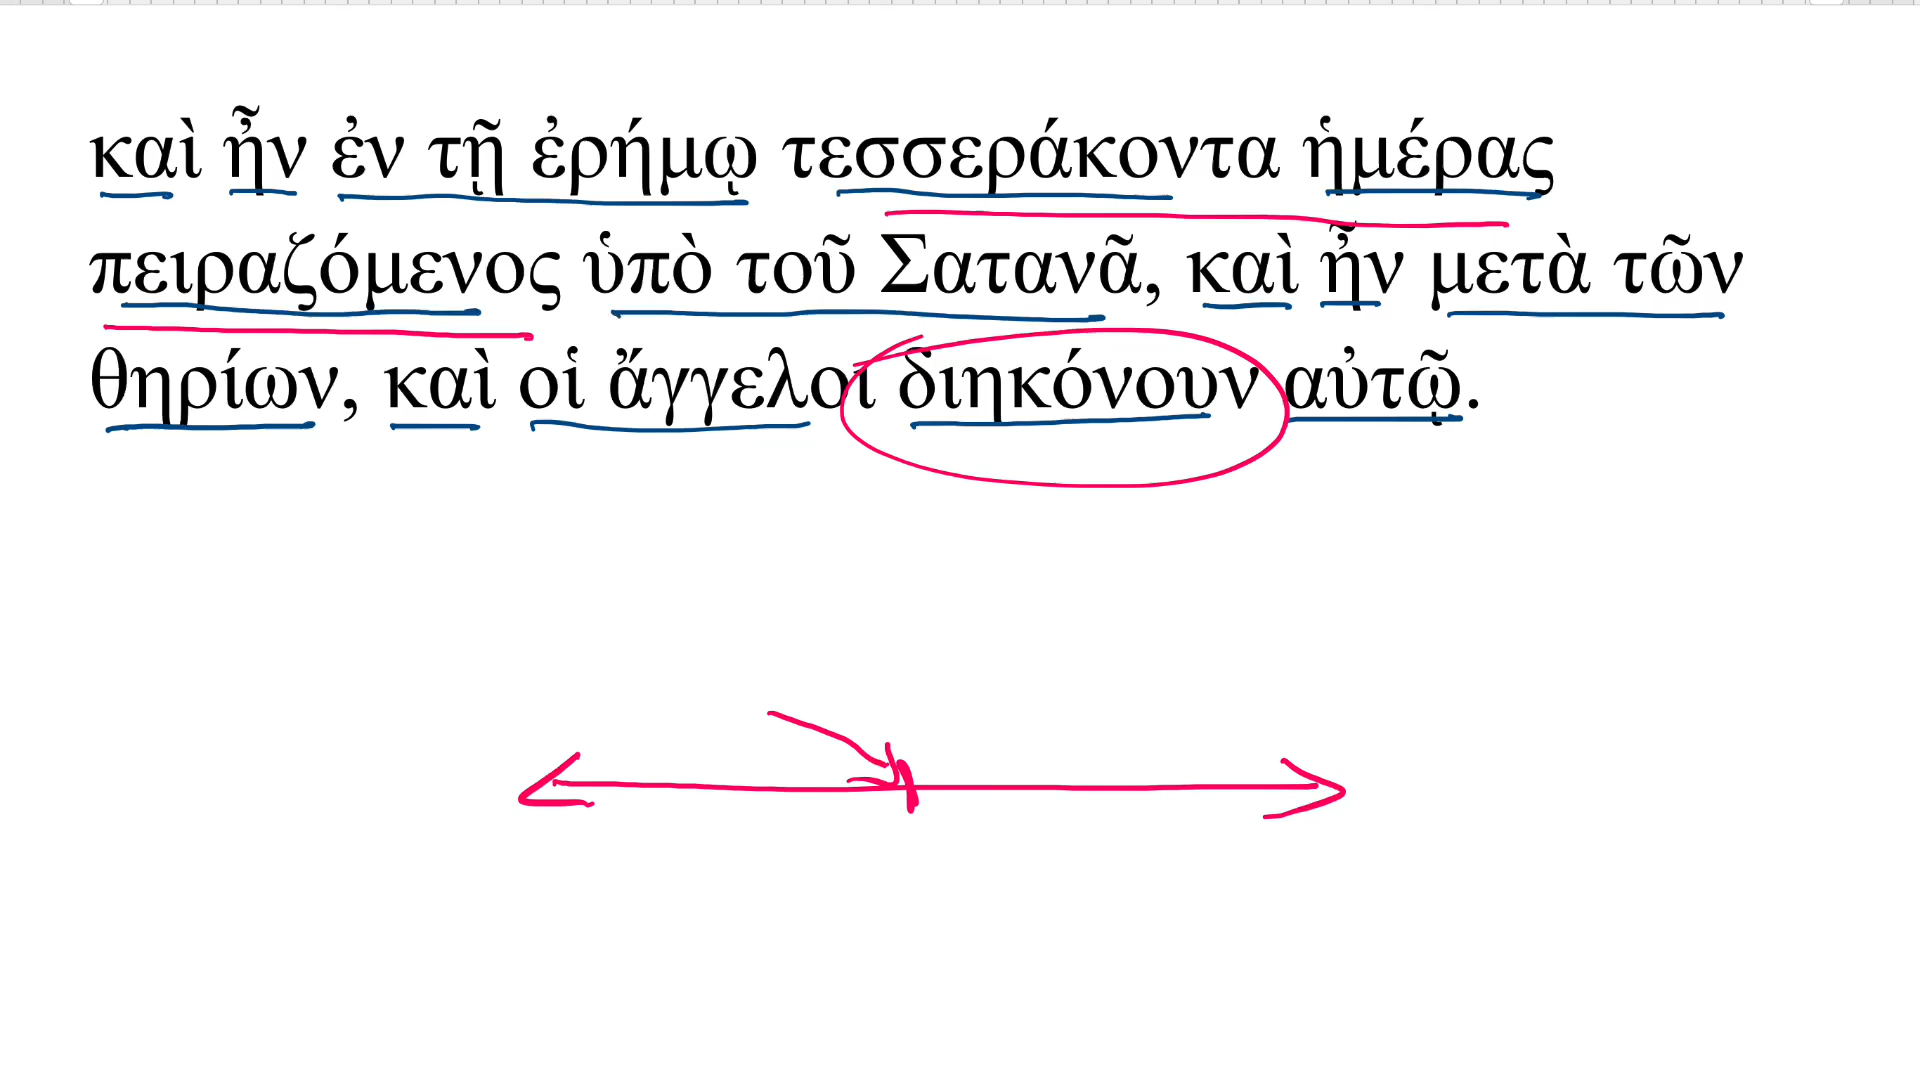 καὶ ἦν ἐν τῇ ἐρήμῳ τεσσεράκοντα ἡμέρας
πειραζόμενος ὑπὸ τοῦ Σατανᾶ, καὶ ἦν μετὰ τῶν
θηρίων, καὶ οἱ ἄγγελοι διηκόνουν αὐτῷ.